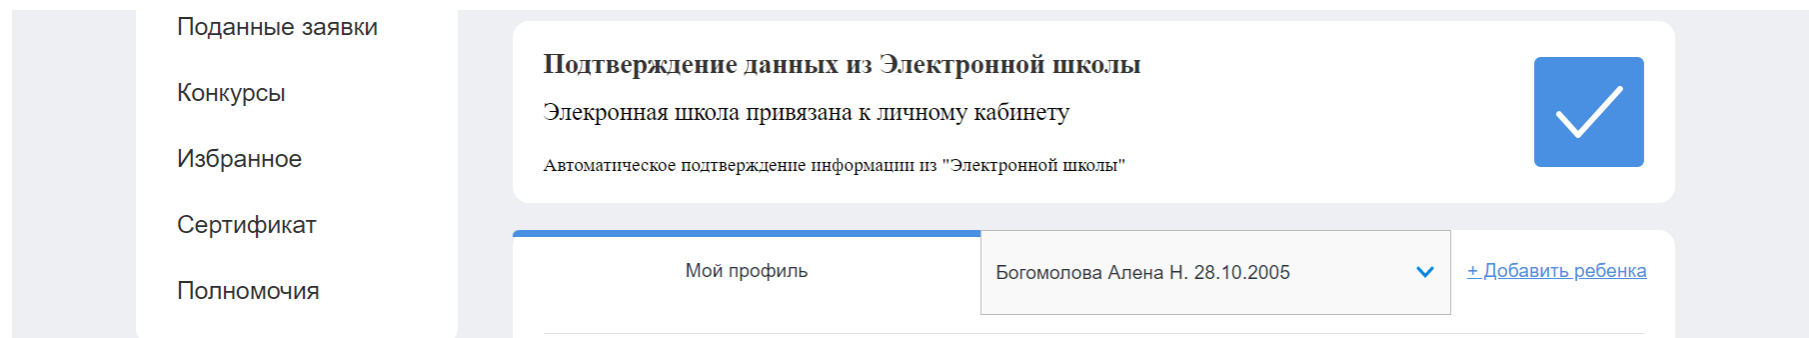 Поданные заявки
Конкурсы
Избранное
Сертификат
Полномочия
Подтверждение данных из Электронной школы
Элекронная школа привязана к личному кабинету
Автоматическое подтверждение информации из "Электронной школы"
Мой профиль
Богомолова Алена Н. 28.10.2005
+ Добавить ребенка